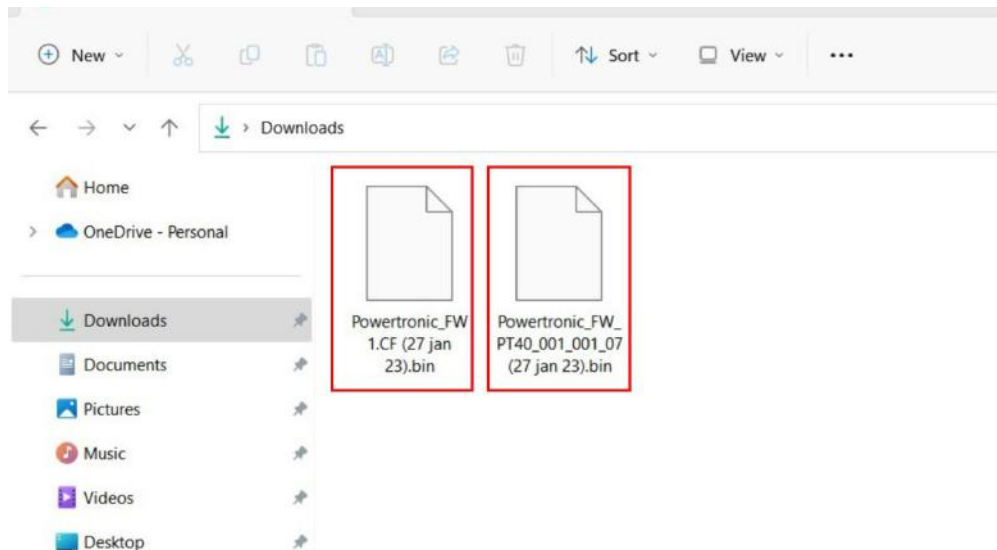 New
Sort
View
Downloads
Home
OneDrive - Personal
Downloads
Documents
Pictures
Music
Videos
Desktop
Powertronic_FW
1.CF (27 jan
23).bin
Powertronic_FW_
PT40_001_001_07
(27 jan 23).bin